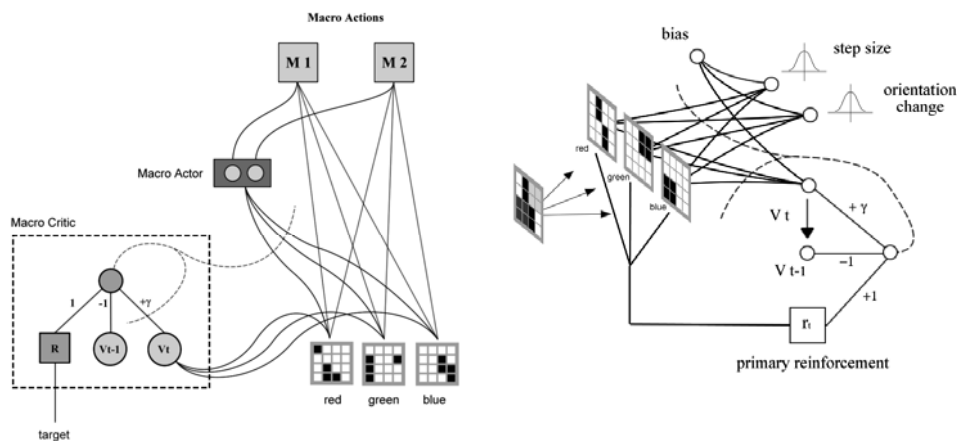 Macro Actions
M 1
M 2
Macro Actor
Macro Critic
1
-1
+γ
R
Vt-1
Vt
red
green
blue
target
bias
step size
orientation
change
red
green
blue
V t
+ γ
V t-1
−1
+1
rt
primary reinforcement